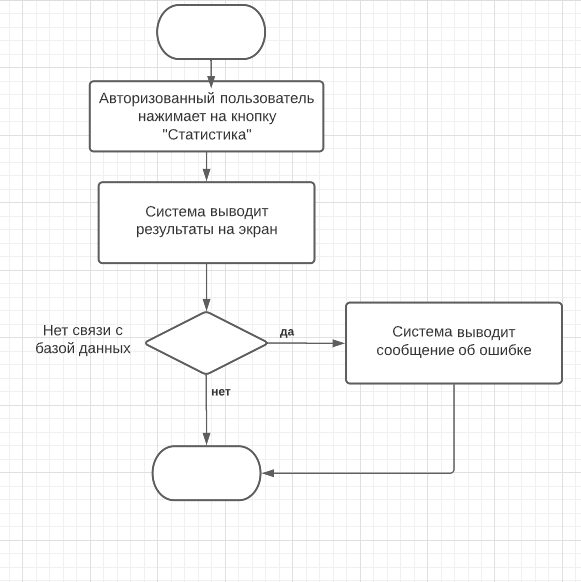 Авторизованный пользователь
нажимает на кнопку
"Статистика"
Система выводит
результаты на экран
Нет связи с
базой данных
да
Система выводит
сообщение об ошибке
нет